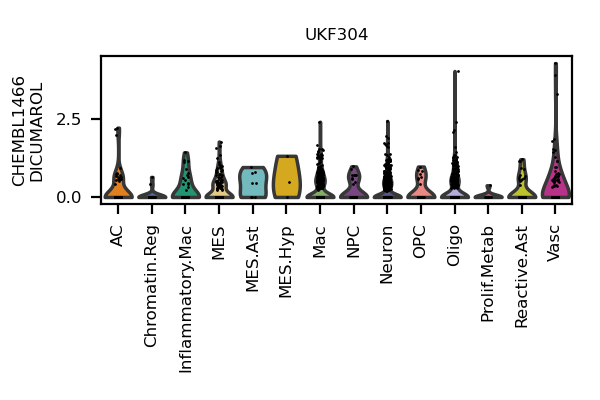 UKF304
CHEMBL1466
DICUMAROL
2.5
0.0
AC
Chromatin.Reg
Inflammatory.Mac
MES
MES.Ast
MES.Hyp
Mac
NPC
Neuron
OPC
Oligo
Prolif.Metab
Reactive.Ast
Vasc